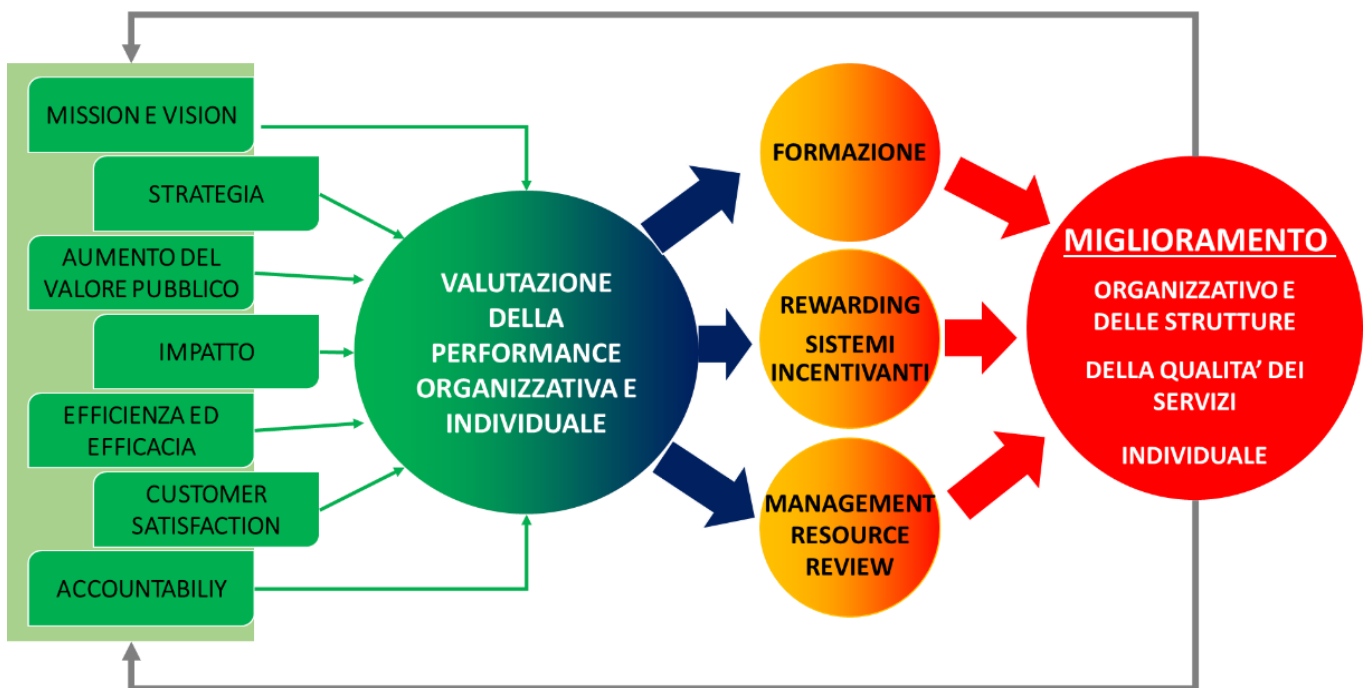 MISSION E VISION
STRATEGIA
AUMENTO DEL
VALORE PUBBLICO
IMPATTO
EFFICIENZA ED
EFFICACIA
CUSTOMER
SATISFACTION
ACCOUNTABILIY
VALUTAZIONE
DELLA
PERFORMANCE
ORGANIZZATIVA E
INDIVIDUALE
FORMAZIONE
REWARDING
SISTEMI
INCENTIVANTI
MANAGEMENT
RESOURCE
REVIEW
MIGLIORAMENTO
ORGANIZZATIVO E
DELLE STRUTTURE
DELLA QUALITA’ DEI
SERVIZI
INDIVIDUALE